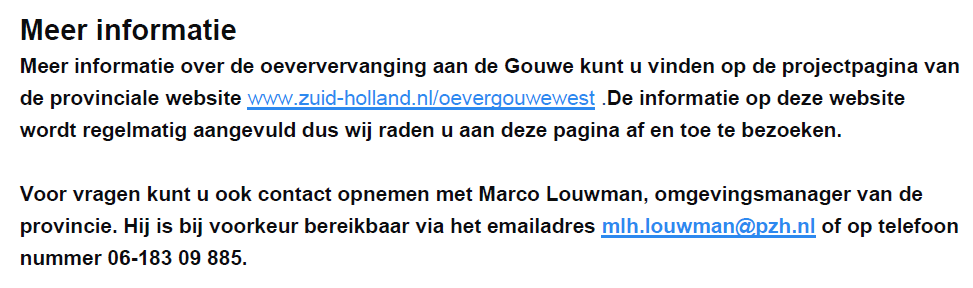 Meer informatie
Meer informatie over de oeververvanging aan de Gouwe kunt u vinden op de projectpagina van
de provinciale website www.zuid-holland.nl/oevergouwewest .De informatie op deze website
wordt regelmatig aangevuld dus wij raden u aan deze pagina af en toe te bezoeken.
Voor vragen kunt u ook contact opnemen met Marco Louwman, omgevingsmanager van de
provincie. Hij is bij voorkeur bereikbaar via het emailadres mlh.louwman@pzh.nl of op telefoon
nummer 06-183 09 885.